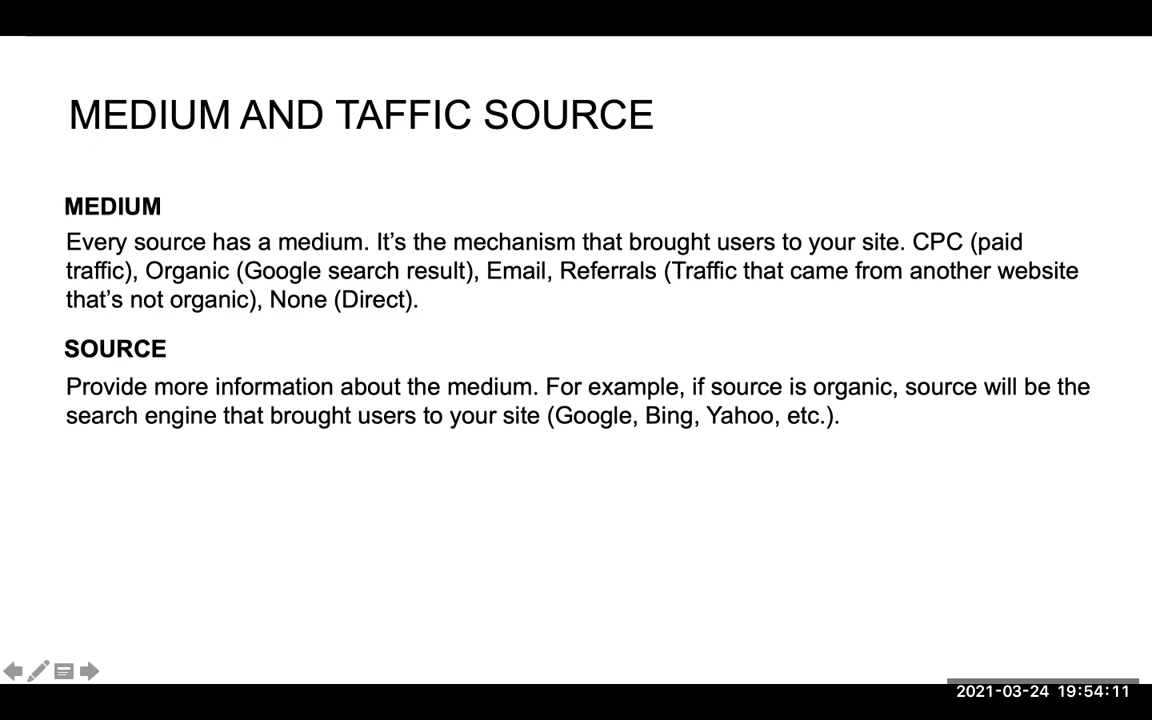 MEDIUM AND TAFFIC SOURCE
MEDIUM
Every source has a medium. It’s the mechanism that brought users to your site. CPC (paid
traffic), Organic (Google search result), Email, Referrals (Traffic that came from another website
that’s not organic), None (Direct).
SOURCE
Provide more information about the medium. For example, if source is organic, source will be the
search engine that brought users to your site (Google, Bing, Yahoo, etc.).
2021-03-24 19:54:11